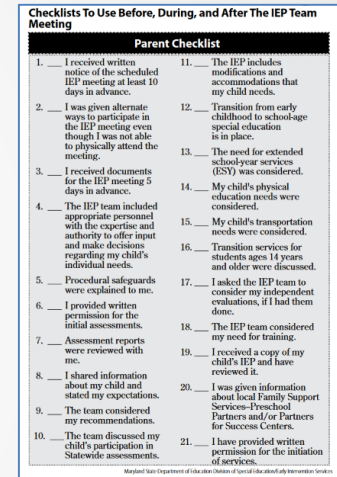 Checklists To Use Before, During, and After The IEP Team
Meeting
Parent Checklist
1. ___ I received written
notice of the scheduled
IEP meeting at least 10
days in advance.
2. ___ I was given alternate
ways to participate in
the IEP meeting even
though I was not able
to physically attend the
meeting.
3. ___ I received documents
for the IEP meeting 5
days in advance.
4. ___ The IEP team included
appropriate personnel
with the expertise and
authority to offer input
and make decisions
regarding my child's
individual needs.
5. ___ Procedural safeguards
were explained to me.
6. ___ I provided written
permission for the
initial assessments.
7. ___ Assessment reports
were reviewed with
me.
8. ___ I shared information
about my child and
stated my expectations.
9. ___ The team considered
my recommendations.
10. ___ The team discussed my
child's participation in
Statewide assessments.
11. ___ The IEP includes
modifications and
accommodations that
my child needs.
12. ___ Transition from early
childhood to school-age
special education
is in place.
13. ___ The need for extended
school-year services
(ESY) was considered.
14. ___ My child's physical
education needs were
considered.
15. ___ My child's transportation
needs were considered.
16. ___ Transition services for
students ages 14 years
and older were discussed.
17. ___ I asked the IEP team to
consider my independent
evaluations, if I had them
done.
18. ___ The IEP team considered
my need for training.
19. ___ I received a copy of my
child's IEP and have
reviewed it.
20. ___ I was given information
about local Family Support
Services–Preschool
Partners and/or Partners
for Success Centers.
21. ___ I have provided written
permission for the initiation
of services.
Maryland State Department of Education Division of Special Education/Early Intervention Services